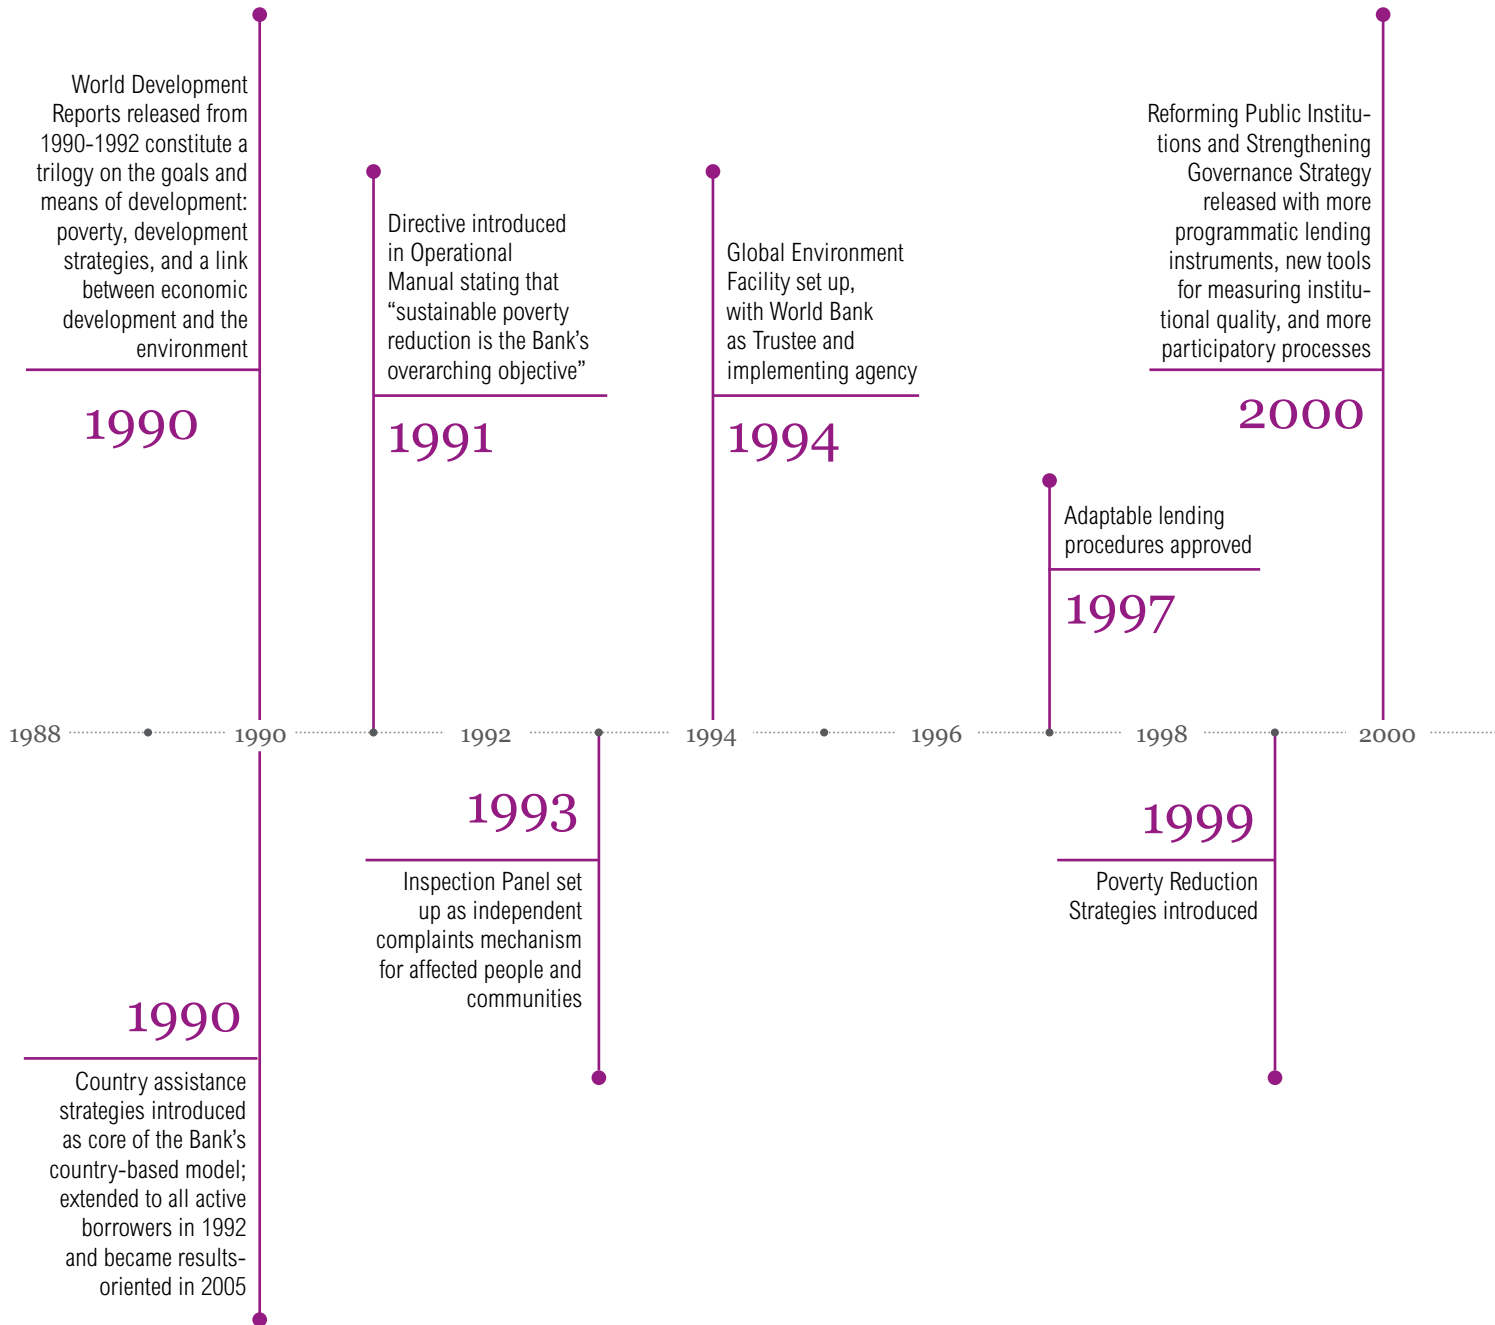 World Development
Reports released from
1990-1992 constitute a
trilogy on the goals and
means of development:
poverty, development
strategies, and a link
between economic
development and the
environment
1990
Directive introduced
in Operational
Manual stating that
“sustainable poverty
reduction is the Bank’s
overarching objective”
1991
Global Environment
Facility set up,
with World Bank
as Trustee and
implementing agency
1994
Adaptable lending
procedures approved
1997
Reforming Public Institu-
tions and Strengthening
Governance Strategy
released with more
programmatic lending
instruments, new tools
for measuring institu-
tional quality, and more
participatory processes
2000
1988 1990 1992 1994 1996 1998 2000
1990
Country assistance
strategies introduced
as core of the Bank’s
country-based model;
extended to all active
borrowers in 1992
and became results-
oriented in 2005
1993
Inspection Panel set
up as independent
complaints mechanism
for affected people and
communities
1999
Poverty Reduction
Strategies introduced